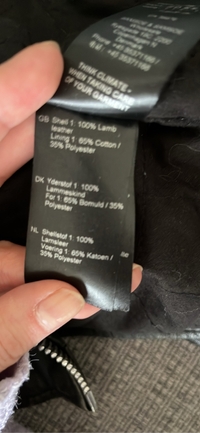 THINK CLIMATE -
WHEN TAKING CARE
OF YOUR GARMENT
GB Shell 1: 100% Lamb
leather
Lining 1: 65% Cotton /
35% Polyester
DK Yderstof 1: 100%
Lammeskind
For 1: 65% Bomuld / 35%
Polyester
NL Shellstof 1: 100%
Lamsleer
Voering 1: 65% Katoen /
35% Polyester